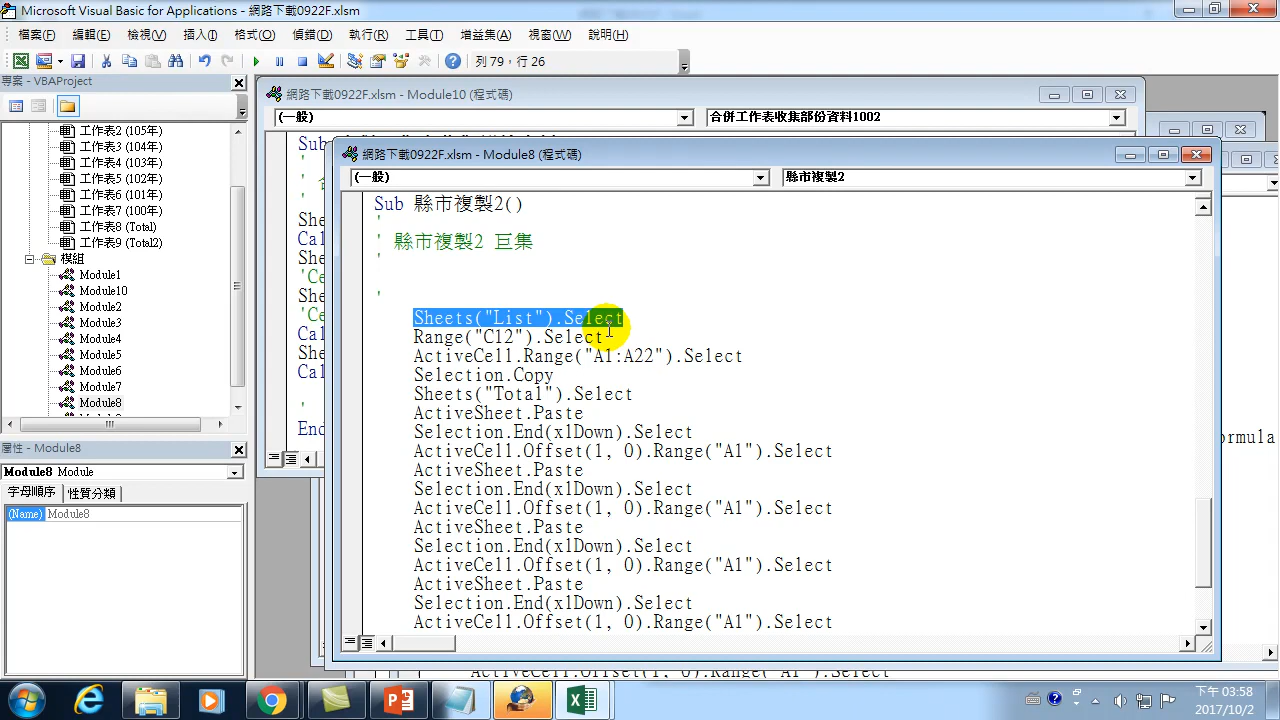 Microsoft Visual Basic for Applications - 網路下載0922F.xlsm
檔案(F) 編輯(E) 檢視(V) 插入(I) 格式(O) 偵錯(D) 執行(R) 工具(T) 增益集(A) 視窗(W) 說明(H)
列 79，行 26
專案 - VBAProject
工作表2 (105年)
工作表3 (104年)
工作表4 (103年)
工作表5 (102年)
工作表6 (101年)
工作表7 (100年)
工作表8 (Total)
工作表9 (Total2)
模組
Module1
Module10
Module2
Module3
Module4
Module5
Module6
Module7
Module8
屬性 - Module8
Module8 Module
字母順序 性質分類
(Name) Module8
網路下載0922F.xlsm - Module10 (程式碼)
(一般) 合併工作表收集部份資料1002
Sub
'
'
'
She
Cal
She
'Ce
She
'Ce
Cal
She
Cal
'
End
網路下載0922F.xlsm - Module8 (程式碼)
(一般) 縣市複製2
Sub 縣市複製2()
'
' 縣市複製2 巨集
'
'
Sheets("List").Select
Range("C12").Select
ActiveCell.Range("A1:A22").Select
Selection.Copy
Sheets("Total").Select
ActiveSheet.Paste
Selection.End(xlDown).Select
ActiveCell.Offset(1, 0).Range("A1").Select
ActiveSheet.Paste
Selection.End(xlDown).Select
ActiveCell.Offset(1, 0).Range("A1").Select
ActiveSheet.Paste
Selection.End(xlDown).Select
ActiveCell.Offset(1, 0).Range("A1").Select
ActiveSheet.Paste
Selection.End(xlDown).Select
ActiveCell.Offset(1, 0).Range("A1").Select
ormula
下午 03:58
2017/10/2